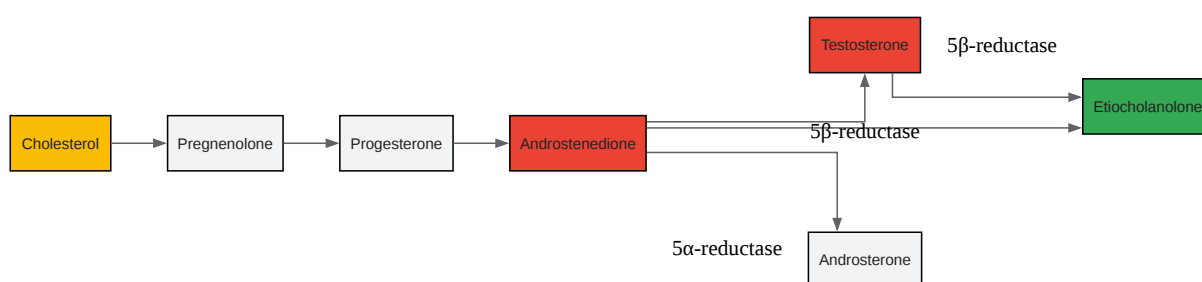 Testosterone
5β-reductase
Etiocholanolone
Cholesterol
Pregnenolone
Progesterone
Androstenedione
5β-reductase
5α-reductase
Androsterone